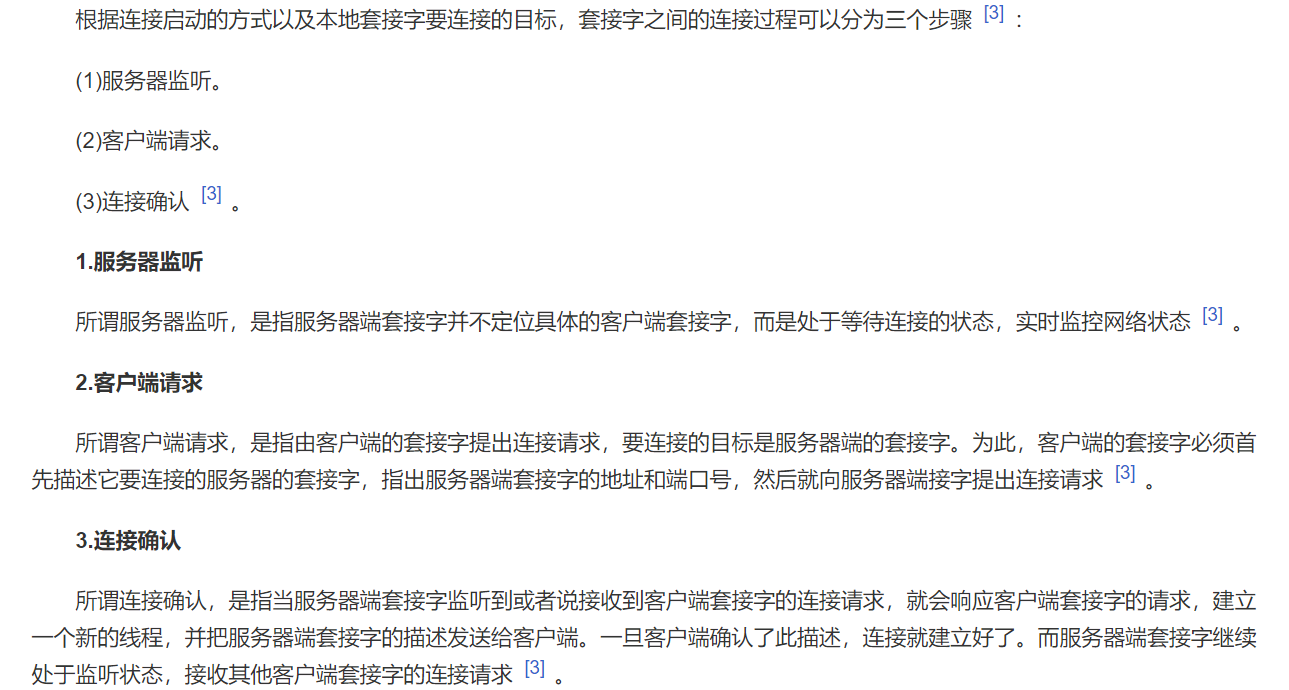 根据连接启动的方式以及本地套接字要连接的目标，套接字之间的连接过程可以分为三个步骤 [3] ：
(1)服务器监听。
(2)客户端请求。
(3)连接确认 [3] 。
1.服务器监听
所谓服务器监听，是指服务器端套接字并不定位具体的客户端套接字，而是处于等待连接的状态，实时监控网络状态 [3] 。
2.客户端请求
所谓客户端请求，是指由客户端的套接字提出连接请求，要连接的目标是服务器端的套接字。为此，客户端的套接字必须首
先描述它要连接的服务器的套接字，指出服务器端套接字的地址和端口号，然后就向服务器端接字提出连接请求 [3] 。
3.连接确认
所谓连接确认，是指当服务器端套接字监听到或者说接收到客户端套接字的连接请求，就会响应客户端套接字的请求，建立
一个新的线程，并把服务器端套接字的描述发送给客户端。一旦客户端确认了此描述，连接就建立好了。而服务器端套接字继续
处于监听状态，接收其他客户端套接字的连接请求 [3] 。